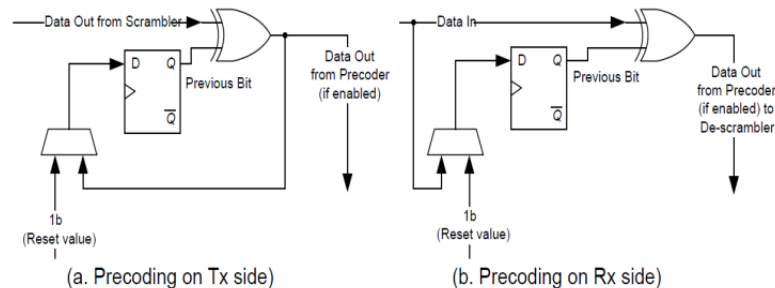 Data Out from Scrambler
D Q
Q
Previous Bit
Data Out
from Precoder
(if enabled)
1b
(Reset value)
(a. Precoding on Tx side)
Data In
D Q
Q
Previous Bit
Data Out
from Precoder
(if enabled) to
De-scrambler
1b
(Reset value)
(b. Precoding on Rx side)